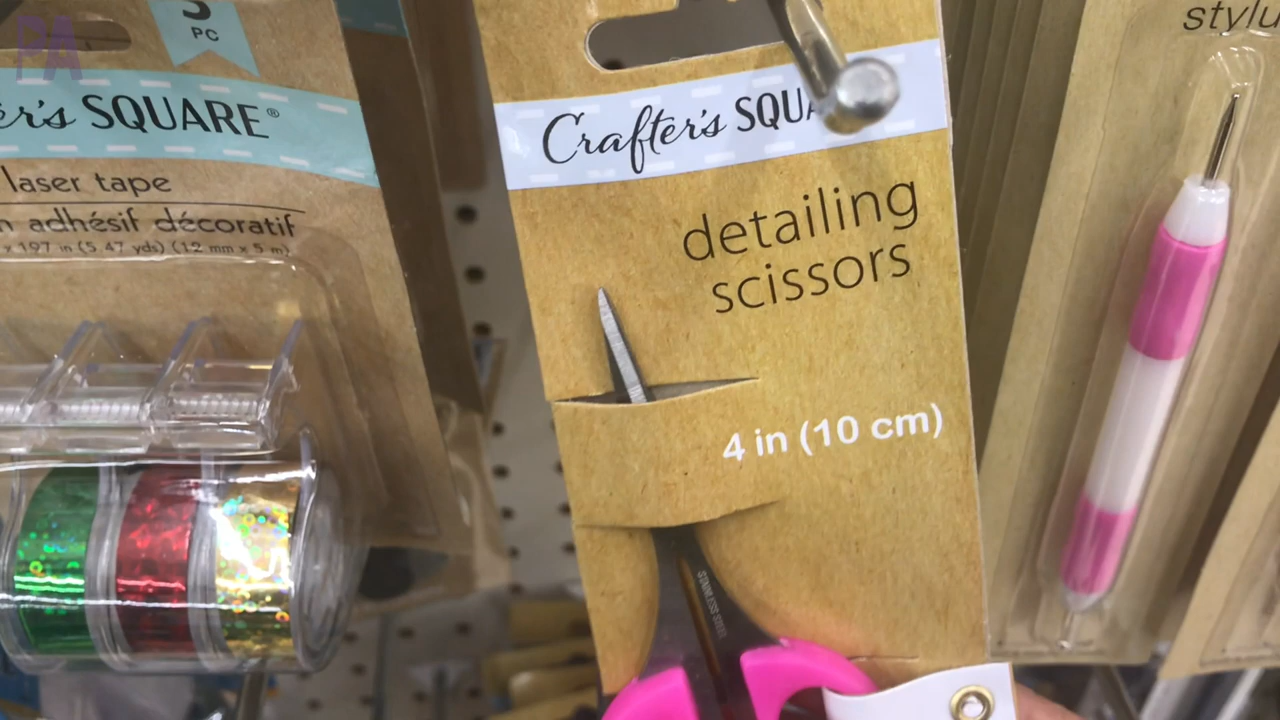 PA
PC
er's SQUARE®
laser tape
adhésif décoratif
x 197 in (5.47 yds) (12 mm x 5 m)
Crafter's SQUA
detailing
scissors
4 in (10 cm)
STAINLESS STEEL
stylu